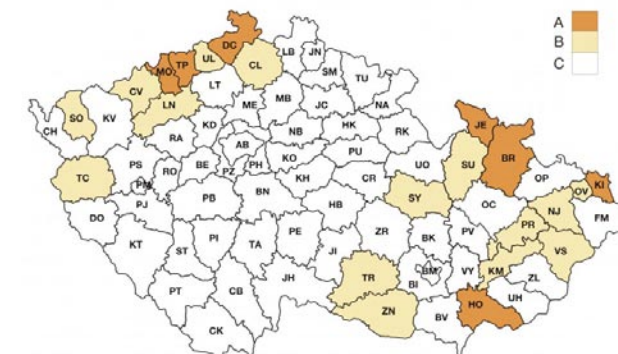 A
B
C
DC
MO TP UL CL LB JN
SM TU
CV LT
SO KV LN ME MB JC NA
CH
RA KD NB HK RK
AB
JE
PS RO BE PZ PH KO PU
TC PM KH CR UO SU BR OP
KI
OV
PJ PB BN SY
DO HB OC NJ FM
PR
KT ST PI TA PE JI ZR BK PV VS
PT CB JH TR BM VY KM ZL
BI
HO UH
CK ZN BV